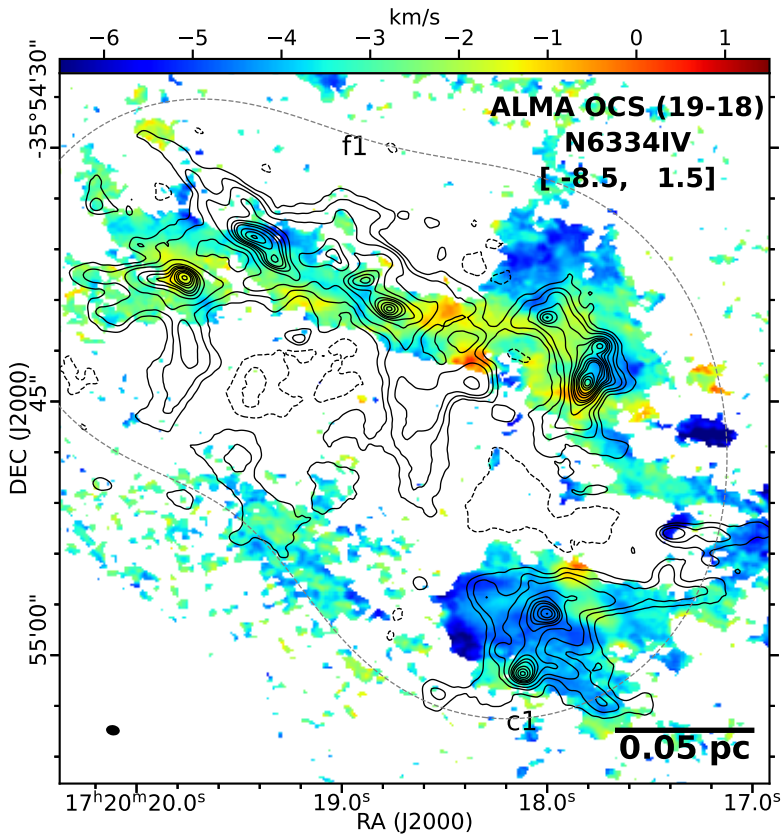 km/s
−6 −5 −4 −3 −2 −1 0 1
-35°54'30"
ALMA OCS (19-18)
N6334IV
[ -8.5, 1.5]
f1
45"
DEC (J2000)
55'00"
c1
0.05 pc
17ʰ20ᵐ20.0ˢ 19.0ˢ 18.0ˢ 17.0ˢ
RA (J2000)